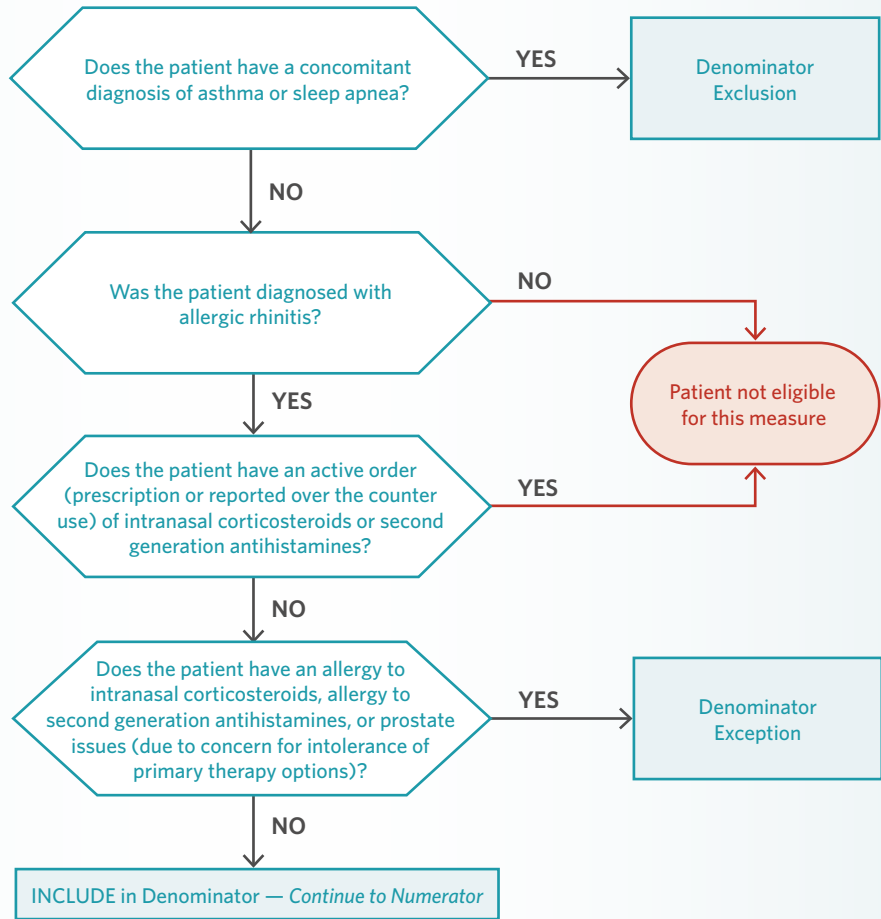 Does the patient have a concomitant
diagnosis of asthma or sleep apnea?
YES
Denominator
Exclusion
NO
Was the patient diagnosed with
allergic rhinitis?
NO
Patient not eligible
for this measure
YES
Does the patient have an active order
(prescription or reported over the counter
use) of intranasal corticosteroids or second
generation antihistamines?
YES
NO
Does the patient have an allergy to
intranasal corticosteroids, allergy to
second generation antihistamines, or prostate
issues (due to concern for intolerance of
primary therapy options)?
YES
Denominator
Exception
NO
INCLUDE in Denominator — Continue to Numerator